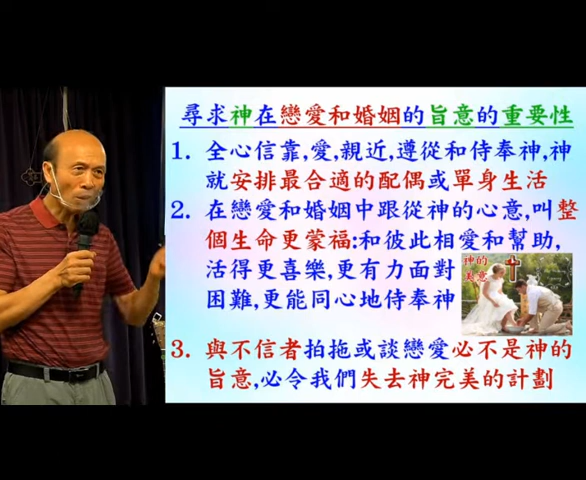 尋求神在戀愛和婚姻的旨意的重要性
1. 全心信靠,愛,親近,遵從和侍奉神,神
就安排最合適的配偶或單身生活
2. 在戀愛和婚姻中跟從神的心意,叫整
個生命更蒙福:和彼此相愛和幫助,
活得更喜樂,更有力面對
困難,更能同心地侍奉神
神的
美意
3. 與不信者拍拖或談戀愛必不是神的
旨意,必令我們失去神完美的計劃